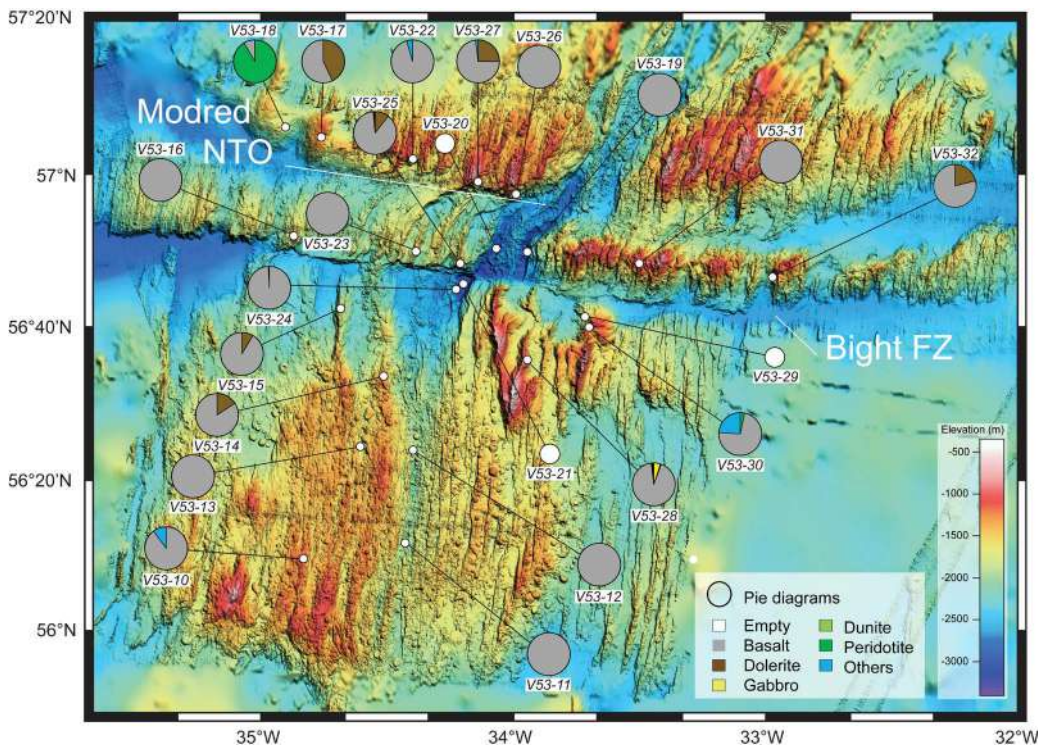 57°20'N
V53-18 V53-17 V53-22 V53-27 V53-26
V53-19
V53-25 V53-20
Modred
NTO
V53-31
V53-32
V53-16
57°N
V53-23
V53-24
56°40'N
V53-15
Bight FZ
V53-29
V53-14
V53-30
V53-21
V53-13
56°20'N
V53-28
V53-10
V53-12
56°N
V53-11
Elevation (m)
-500
-1000
-1500
-2000
-2500
-3000
Pie diagrams
Empty
Basalt
Dolerite
Gabbro
Dunite
Peridotite
Others
35°W 34°W 33°W 32°W